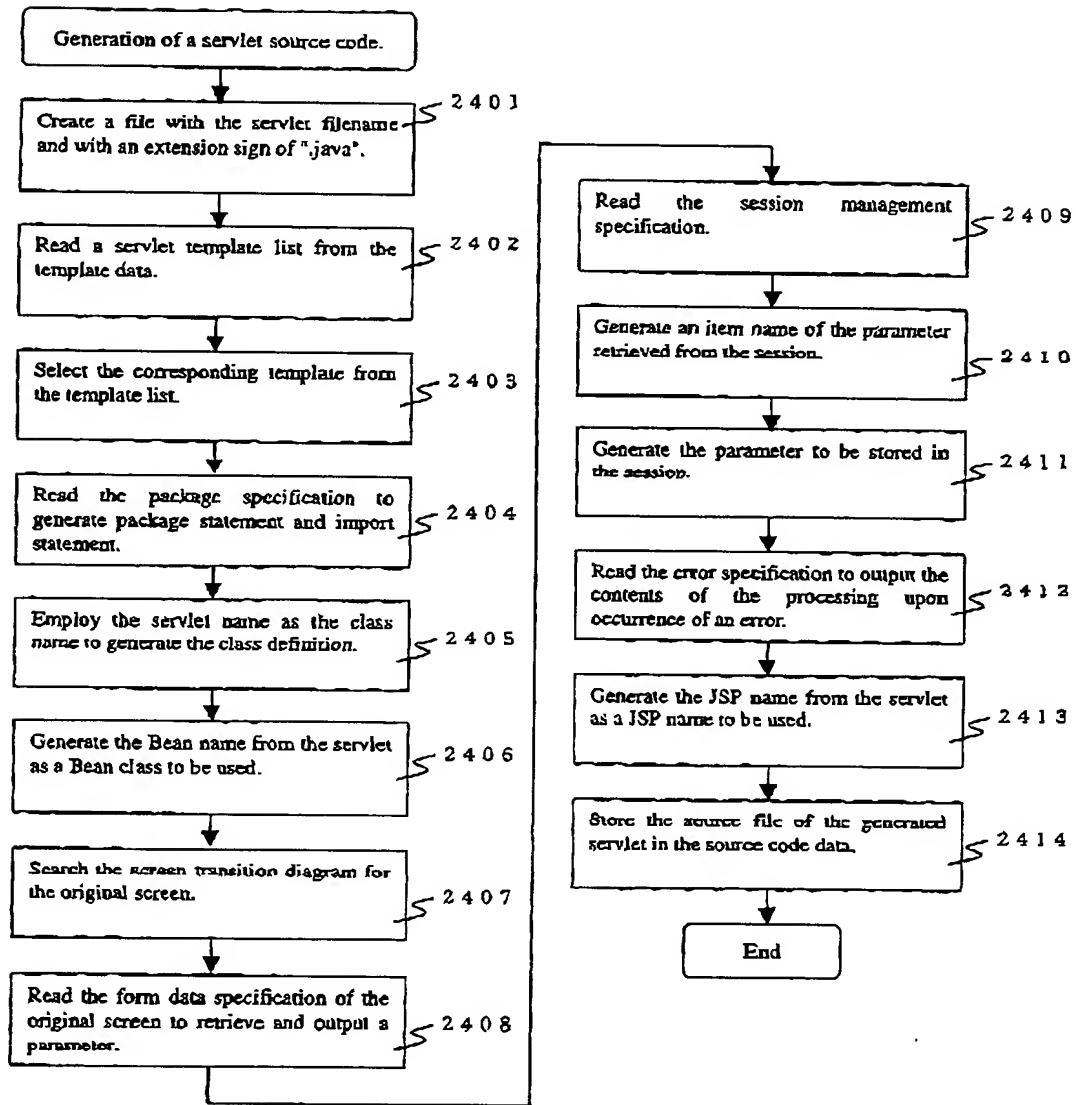 Generation of a servlet source code.
2401
Create a file with the servlet filename
and with an extension sign of ".java".
2402
Read a servlet template list from the
template data.
2403
Select the corresponding template from
the template list.
2404
Read the package specification to
generate package statement and import
statement.
2405
Employ the servlet name as the class
name to generate the class definition.
2406
Generate the Bean name from the servlet
as a Bean class to be used.
2407
Search the screen transition diagram for
the original screen.
2408
Read the form data specification of the
original screen to retrieve and output a
parameter.
2409
Read the session management
specification.
2410
Generate an item name of the parameter
retrieved from the session.
2411
Generate the parameter to be stored in
the session.
2412
Read the error specification to output the
contents of the processing upon
occurrence of an error.
2413
Generate the JSP name from the servlet
as a JSP name to be used.
2414
Store the source file of the generated
servlet in the source code data.
End